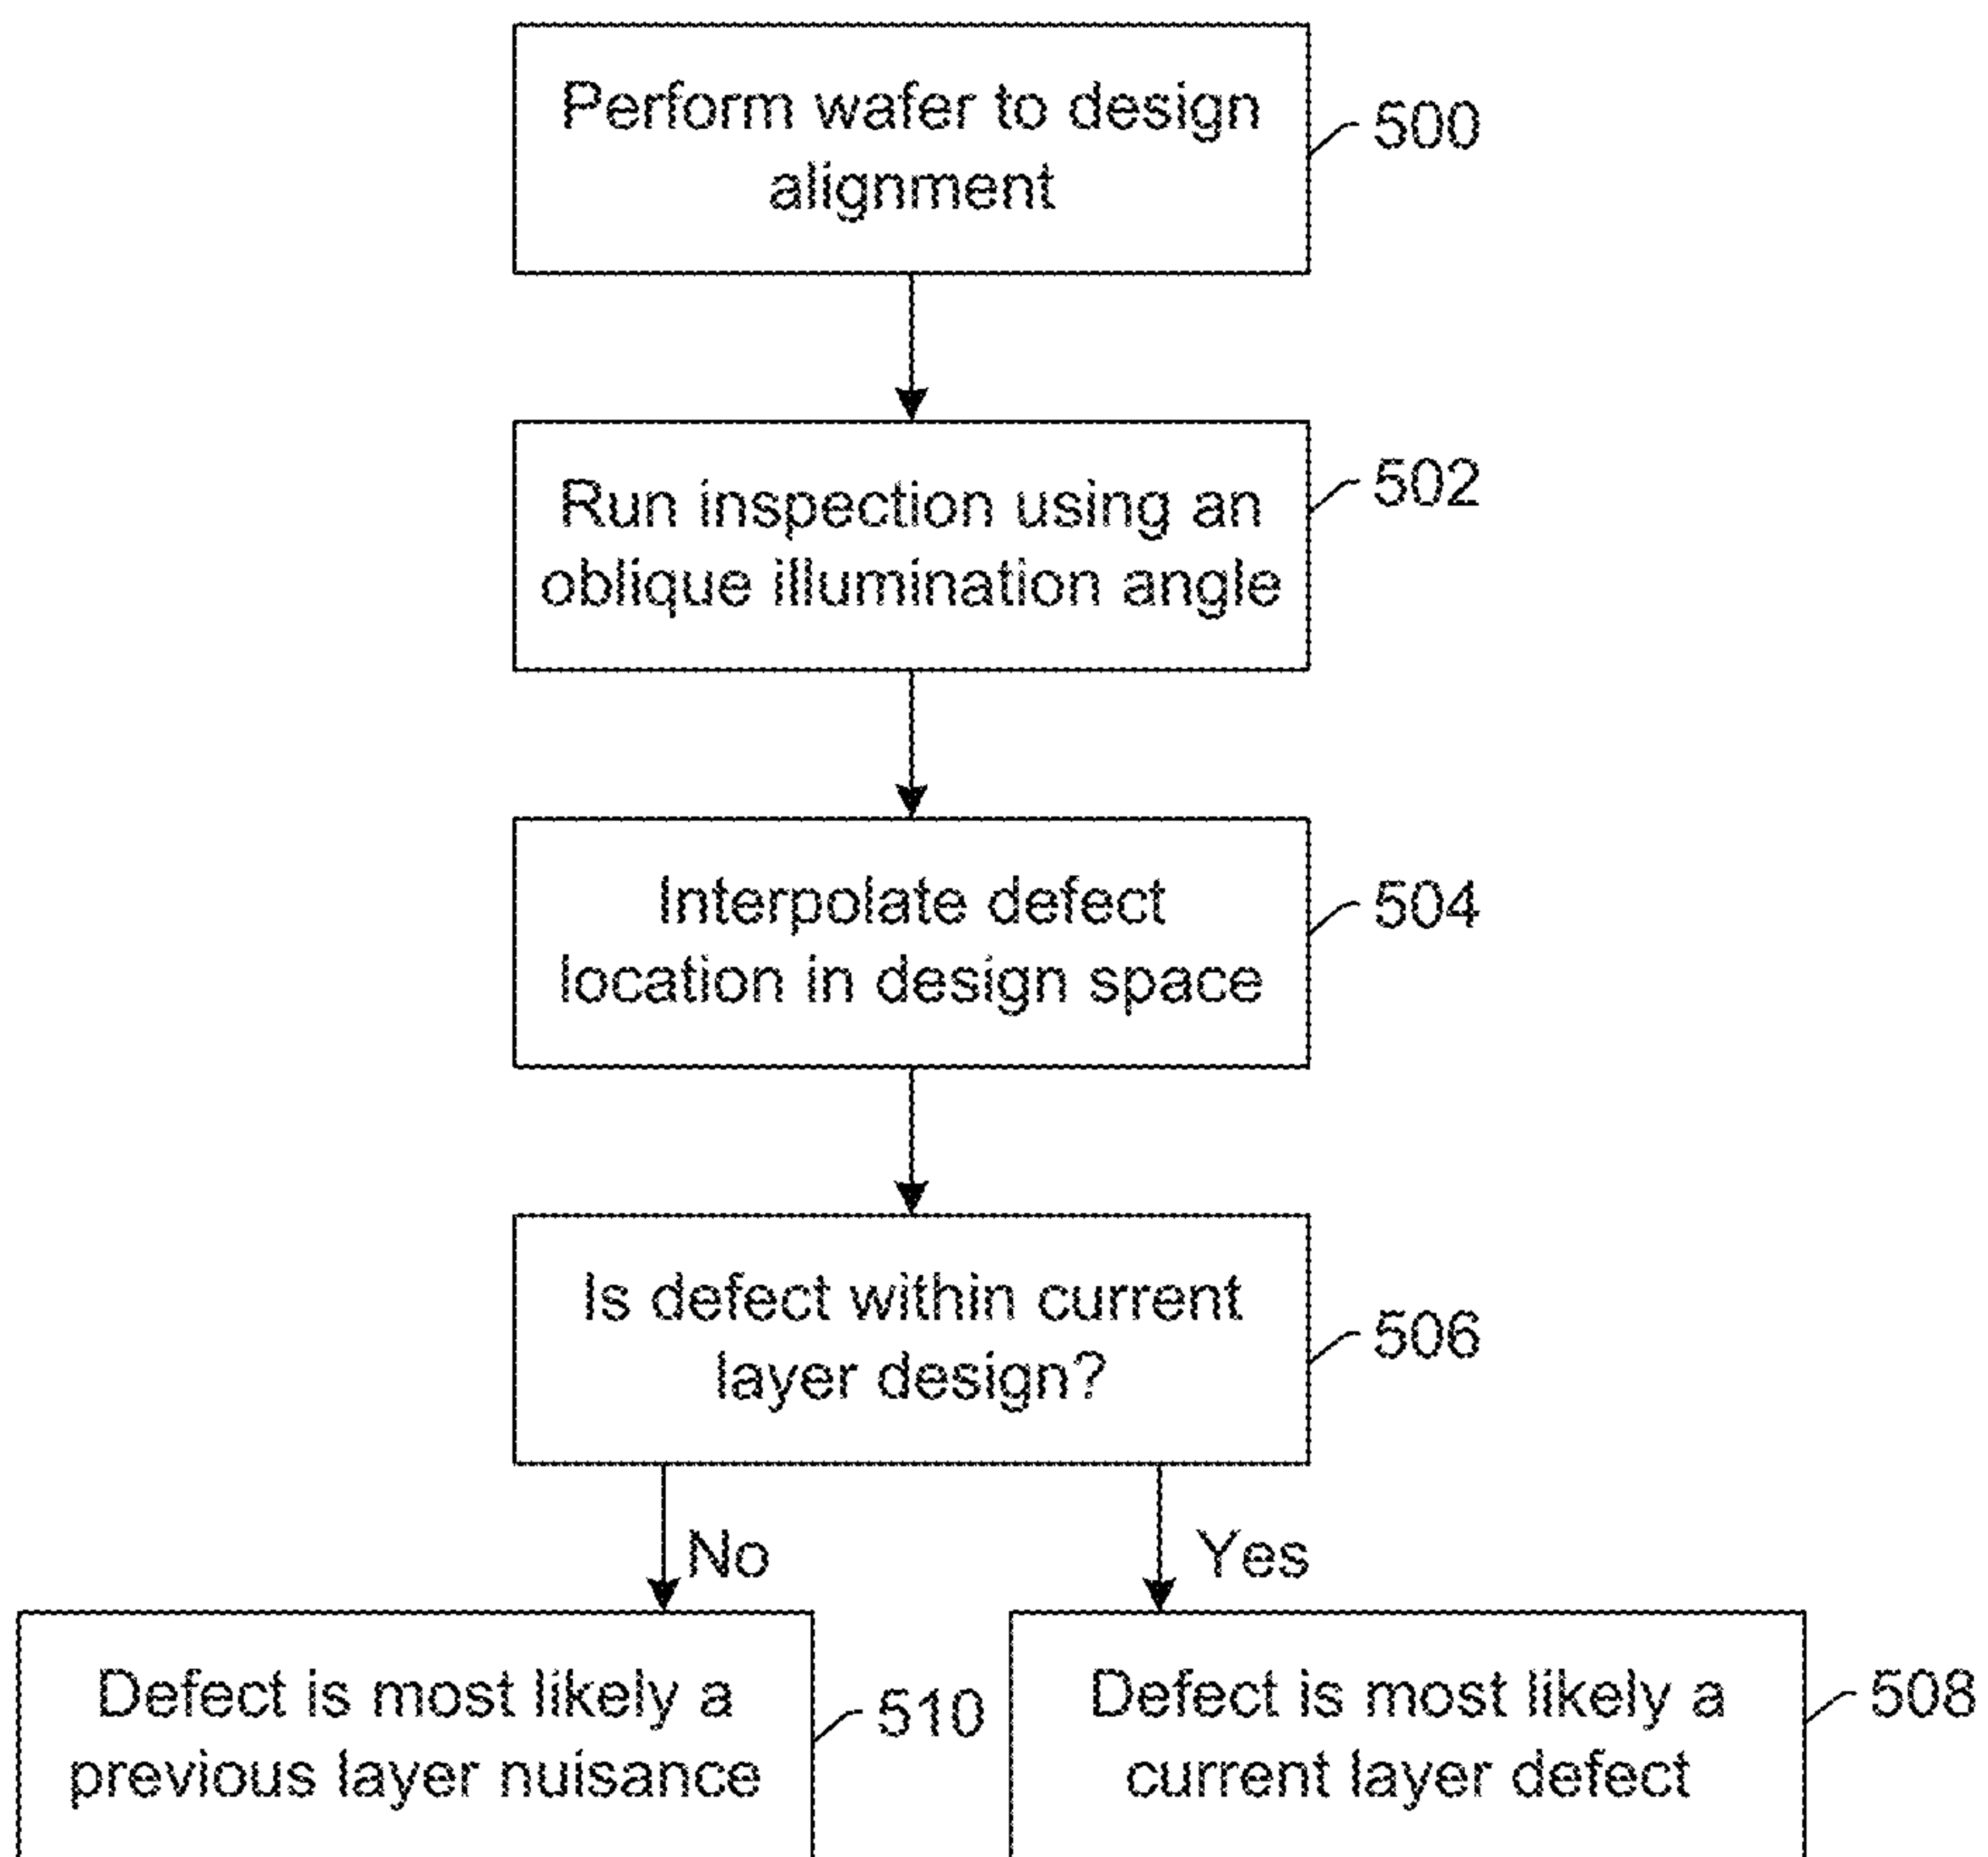 Perform wafer to design
alignment
500
Run inspection using an
oblique illumination angle
502
Interpolate defect
location in design space
504
Is defect within current
layer design?
506
No
Yes
Defect is most likely a
previous layer nuisance
510
Defect is most likely a
current layer defect
508